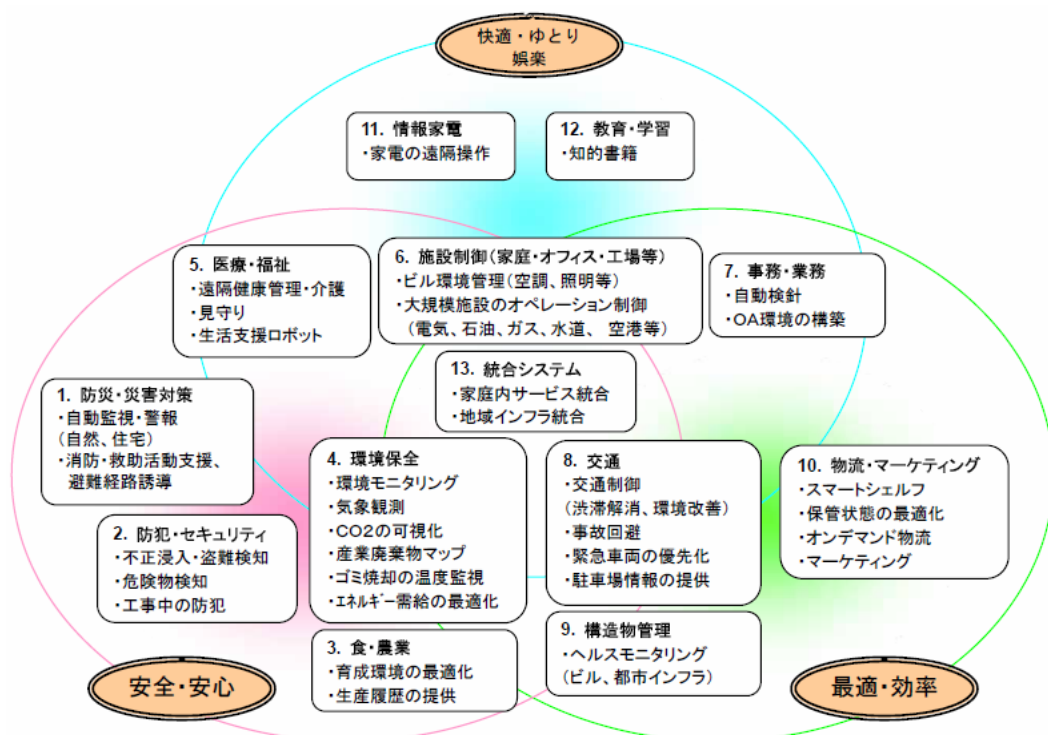 快適・ゆとり
娯楽
11. 情報家電
・家電の遠隔操作
12. 教育・学習
・知的書籍
5. 医療・福祉
・遠隔健康管理・介護
・見守り
・生活支援ロボット
6. 施設制御(家庭・オフィス・工場等)
・ビル環境管理(空調、照明等)
・大規模施設のオペレーション制御
(電気、石油、ガス、水道、 空港等)
7. 事務・業務
・自動検針
・OA環境の構築
13. 統合システム
・家庭内サービス統合
・地域インフラ統合
1. 防災・災害対策
・自動監視・警報
(自然、住宅)
・消防・救助活動支援、
避難経路誘導
4. 環境保全
・環境モニタリング
・気象観測
・CO2の可視化
・産業廃棄物マップ
・ゴミ焼却の温度監視
・エネルギー需給の最適化
8. 交通
・交通制御
(渋滞解消、環境改善)
・事故回避
・緊急車両の優先化
・駐車場情報の提供
10. 物流・マーケティング
・スマートシェルフ
・保管状態の最適化
・オンデマンド物流
・マーケティング
2. 防犯・セキュリティ
・不正浸入・盗難検知
・危険物検知
・工事中の防犯
3. 食・農業
・育成環境の最適化
・生産履歴の提供
9. 構造物管理
・ヘルスモニタリング
(ビル、都市インフラ)
安全・安心
最適・効率